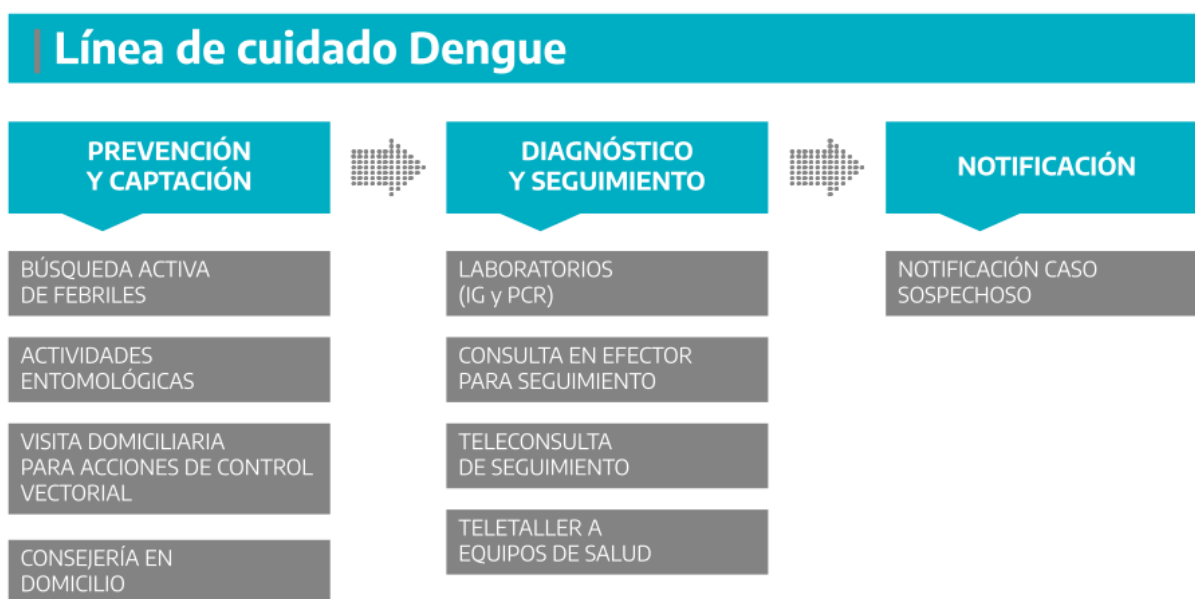 Línea de cuidado Dengue
PREVENCIÓN
Y CAPTACIÓN
BÚSQUEDA ACTIVA
DE FEBRILES
ACTIVIDADES
ENTOMOLÓGICAS
VISITA DOMICILIARIA
PARA ACCIONES DE CONTROL
VECTORIAL
CONSEJERÍA EN
DOMICILIO
DIAGNÓSTICO
Y SEGUIMIENTO
LABORATORIOS
(IG y PCR)
CONSULTA EN EFECTOR
PARA SEGUIMIENTO
TELECONSULTA
DE SEGUIMIENTO
TELETALLER A
EQUIPOS DE SALUD
NOTIFICACIÓN
NOTIFICACIÓN CASO
SOSPECHOSO